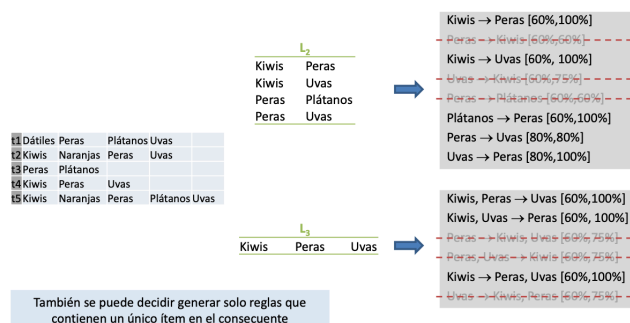 L2
Kiwis Peras
Kiwis Uvas
Peras Plátanos
Peras Uvas
Kiwis → Peras [60%,100%]
Peras → Kiwis [60%,60%]
Kiwis → Uvas [60%, 100%]
Uvas → Kiwis [60%,75%]
Peras → Plátanos [60%,60%]
Plátanos → Peras [60%,100%]
Peras → Uvas [80%,80%]
Uvas → Peras [80%,100%]
t1 Dátiles Peras Plátanos Uvas
t2 Kiwis Naranjas Peras Uvas
t3 Peras Plátanos
t4 Kiwis Peras Uvas
t5 Kiwis Naranjas Peras Plátanos Uvas
L3
Kiwis Peras Uvas
Kiwis, Peras → Uvas [60%,100%]
Kiwis, Uvas → Peras [60%, 100%]
Peras → Kiwis, Uvas [60%,75%]
Peras, Uvas → Kiwis [60%,75%]
Kiwis → Peras, Uvas [60%,100%]
Uvas → Kiwis, Peras [60%,75%]
También se puede decidir generar solo reglas que
contienen un único ítem en el consecuente